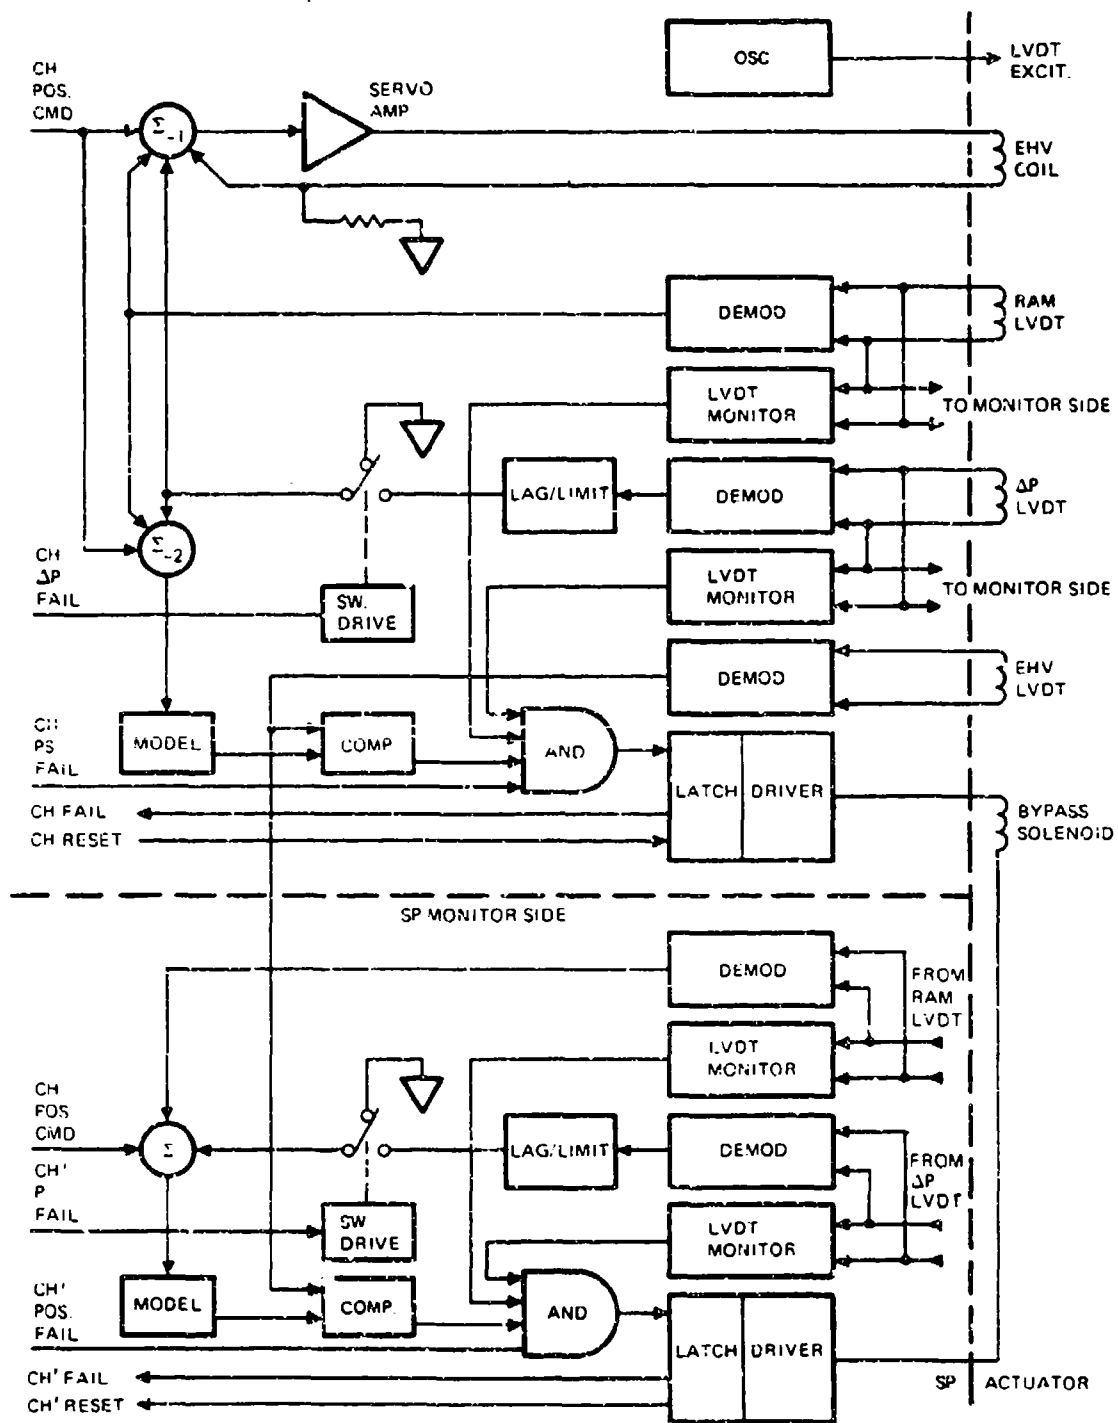 OSC
LVDT
EXCIT.
CH
POS.
CMD
Σ-1
SERVO
AMP
EHV
COIL
DEMOD
RAM
LVDT
LVDT
MONITOR
TO MONITOR SIDE
LAG/LIMIT
DEMOD
ΔP
LVDT
Σ-2
CH
ΔP
FAIL
SW.
DRIVE
LVDT
MONITOR
TO MONITOR SIDE
DEMOD
EHV
LVDT
CH
PS
FAIL
MODEL
COMP
AND
LATCH
DRIVER
CH FAIL
CH RESET
BYPASS
SOLENOID
SP MONITOR SIDE
DEMOD
FROM
RAM
LVDT
LVDT
MONITOR
CH
POS
CMD
Σ
LAG/LIMIT
DEMOD
FROM
ΔP
LVDT
CH'
P
FAIL
SW
DRIVE
LVDT
MONITOR
CH'
POS.
FAIL
MODEL
COMP.
AND
LATCH
DRIVER
CH' FAIL
CH' RESET
SP
ACTUATOR